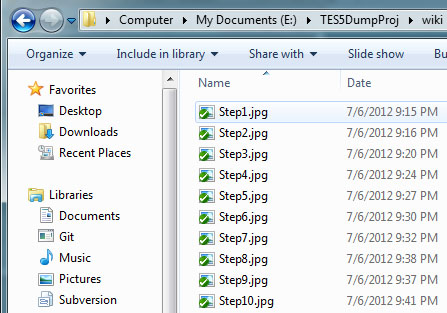 Computer My Documents (E:) TES5DumpProj wiki
Organize Include in library Share with Slide show Burn
Favorites
Desktop
Downloads
Recent Places
Libraries
Documents
Git
Music
Pictures
Subversion
Name Date
Step1.jpg 7/6/2012 9:15 PM
Step2.jpg 7/6/2012 9:16 PM
Step3.jpg 7/6/2012 9:20 PM
Step4.jpg 7/6/2012 9:24 PM
Step5.jpg 7/6/2012 9:27 PM
Step6.jpg 7/6/2012 9:30 PM
Step7.jpg 7/6/2012 9:32 PM
Step8.jpg 7/6/2012 9:38 PM
Step9.jpg 7/6/2012 9:37 PM
Step10.jpg 7/6/2012 9:41 PM